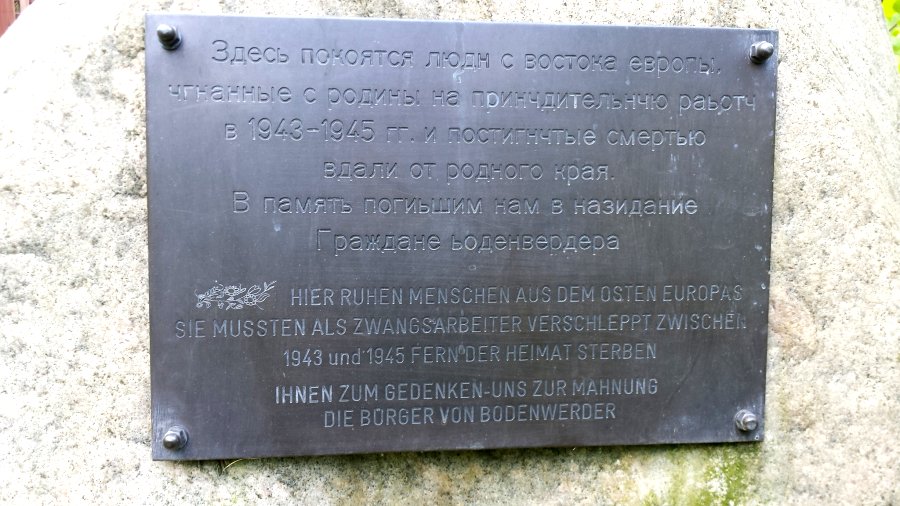 Здесь покоятся люди с востока европы,
чгнанные с родины на принчдительнчю раьотч
в 1943-1945 гг. и постигнчтые смертью
вдали от родного края.
В память погиьшим нам в назидание
Граждане ьоденвердера
HIER RUHEN MENSCHEN AUS DEM OSTEN EUROPAS
SIE MUSSTEN ALS ZWANGSARBEITER VERSCHLEPPT ZWISCHEN
1943 und 1945 FERN DER HEIMAT STERBEN
IHNEN ZUM GEDENKEN-UNS ZUR MAHNUNG
DIE BÜRGER VON BODENWERDER